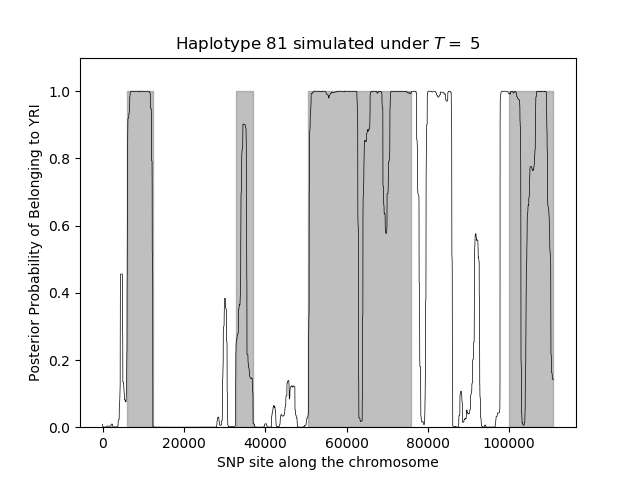 Haplotype 81 simulated under T = 5
Posterior Probability of Belonging to YRI
1.0
0.8
0.6
0.4
0.2
0.0
0 20000 40000 60000 80000 100000
SNP site along the chromosome